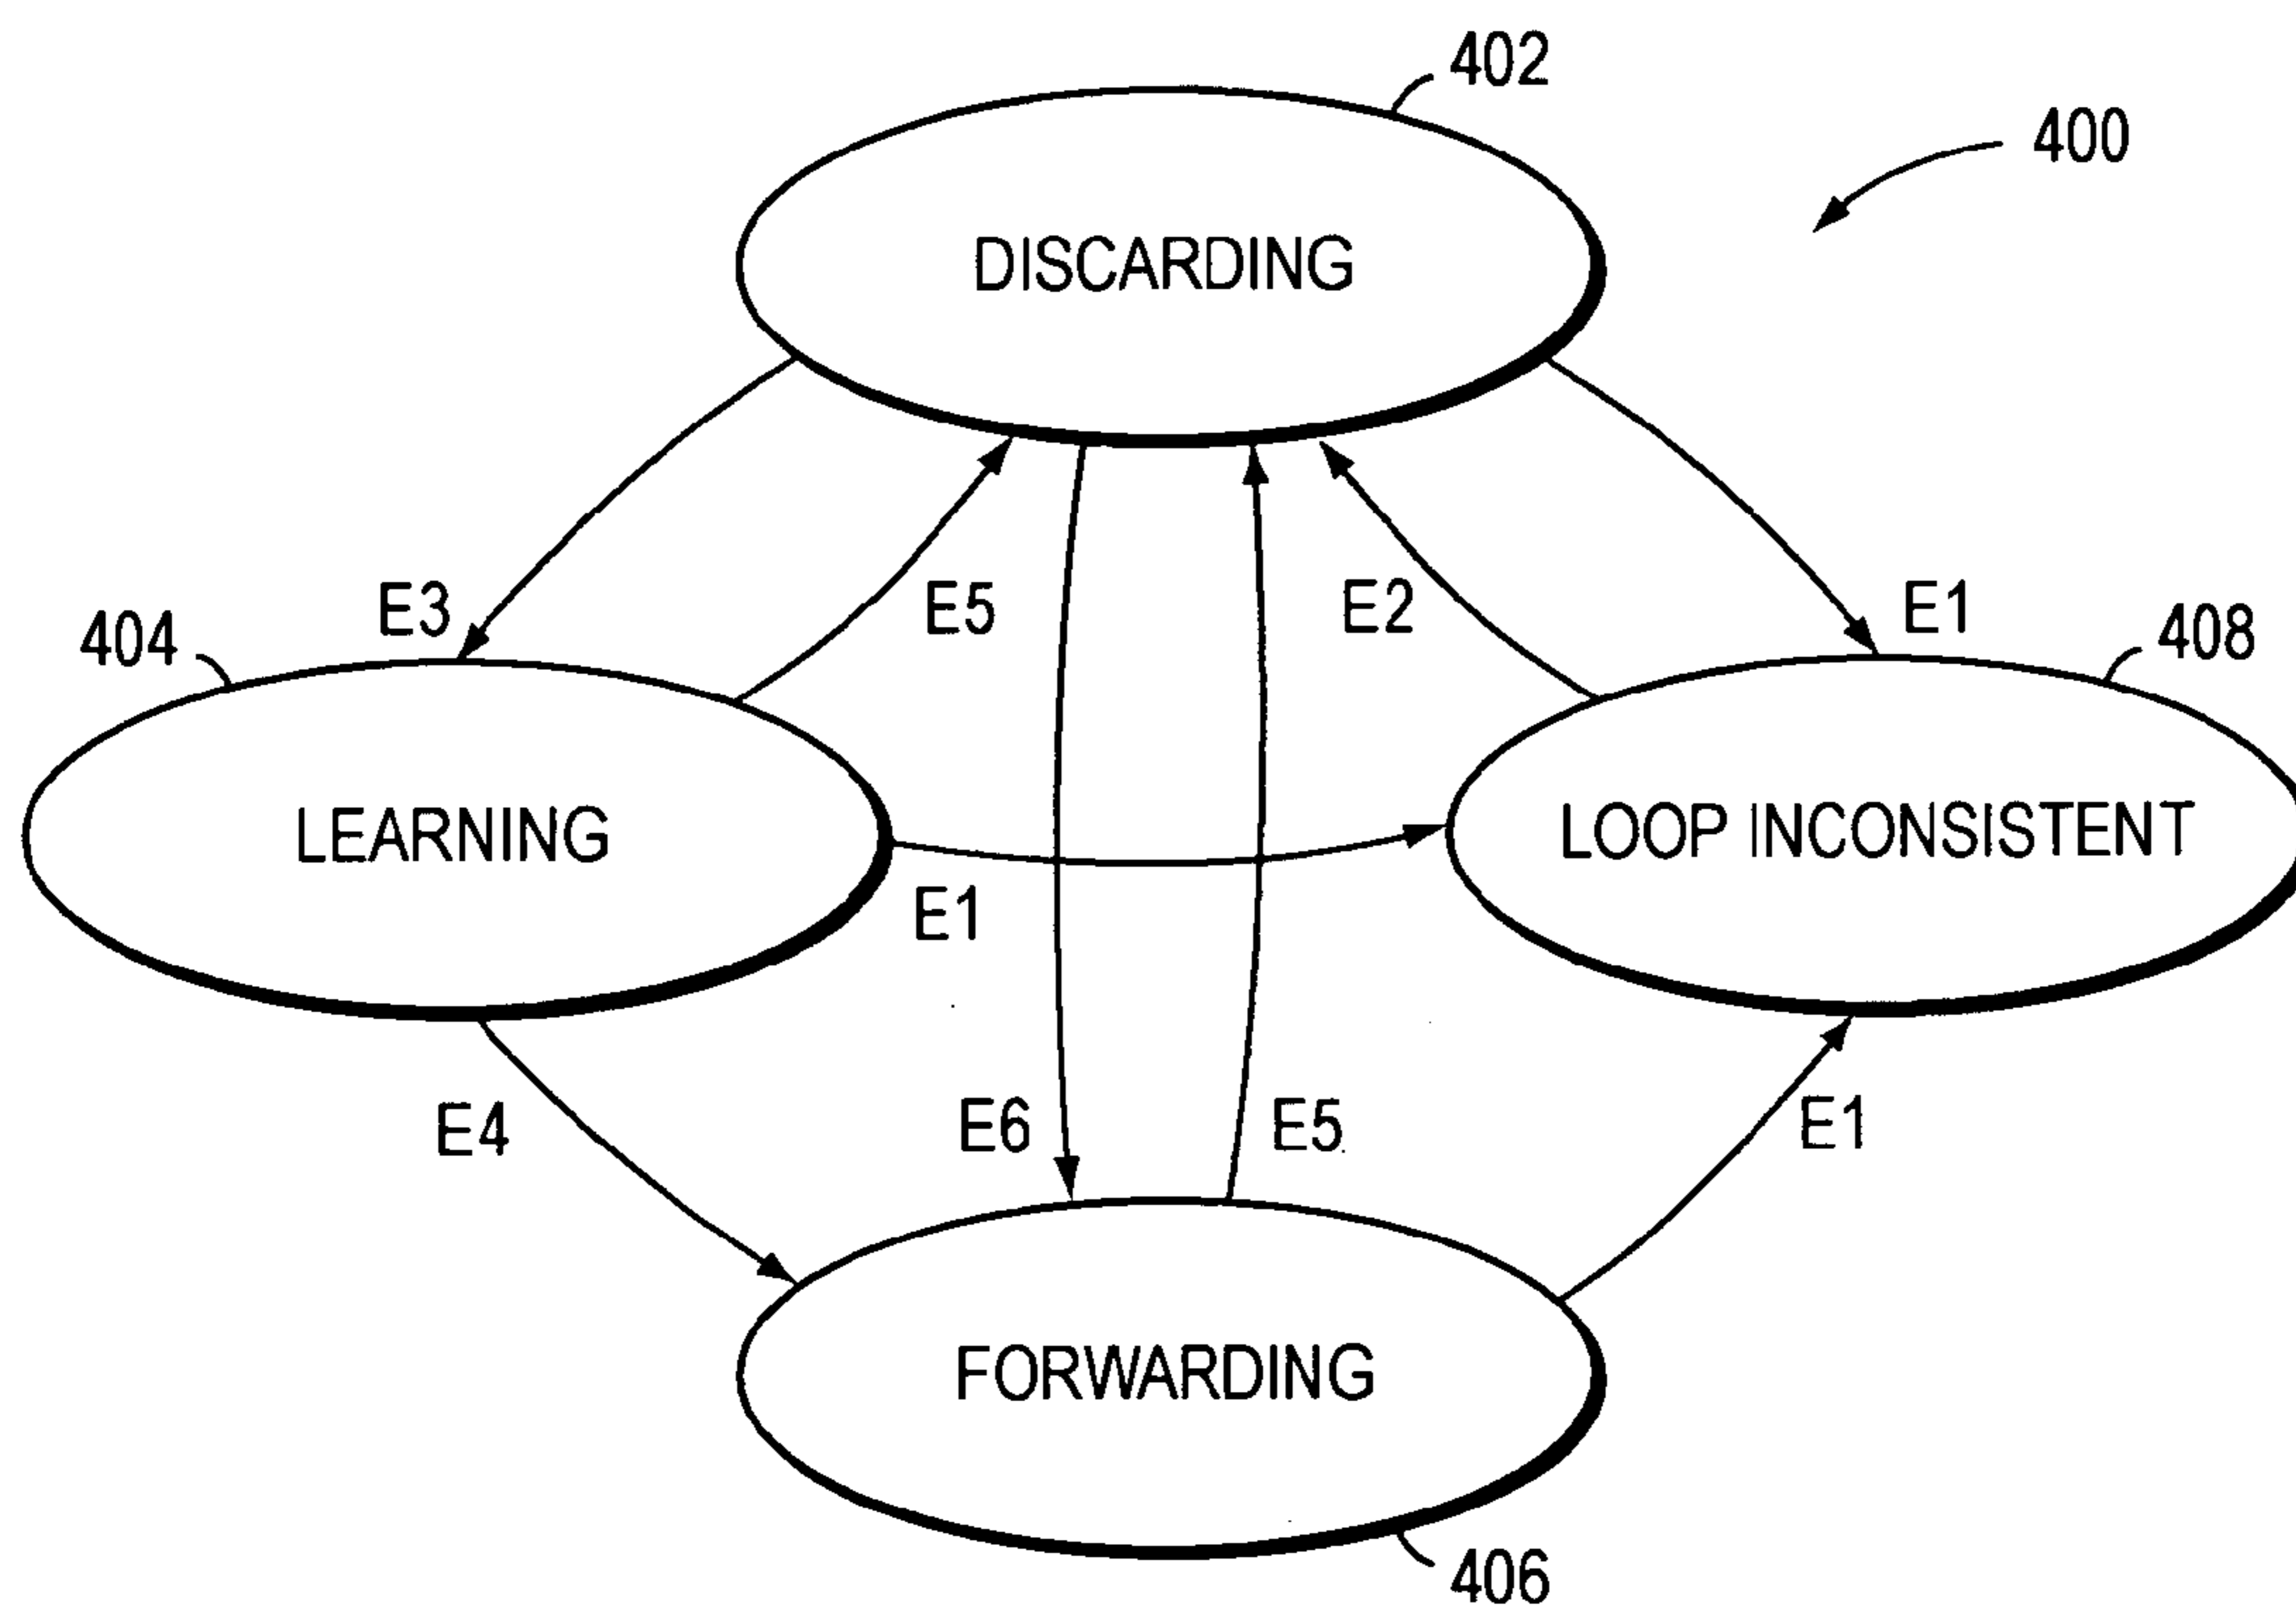 402
400
DISCARDING
E3
E5
E2
E1
404
408
LEARNING
LOOP INCONSISTENT
E1
E4
E6
E5
E1
FORWARDING
406